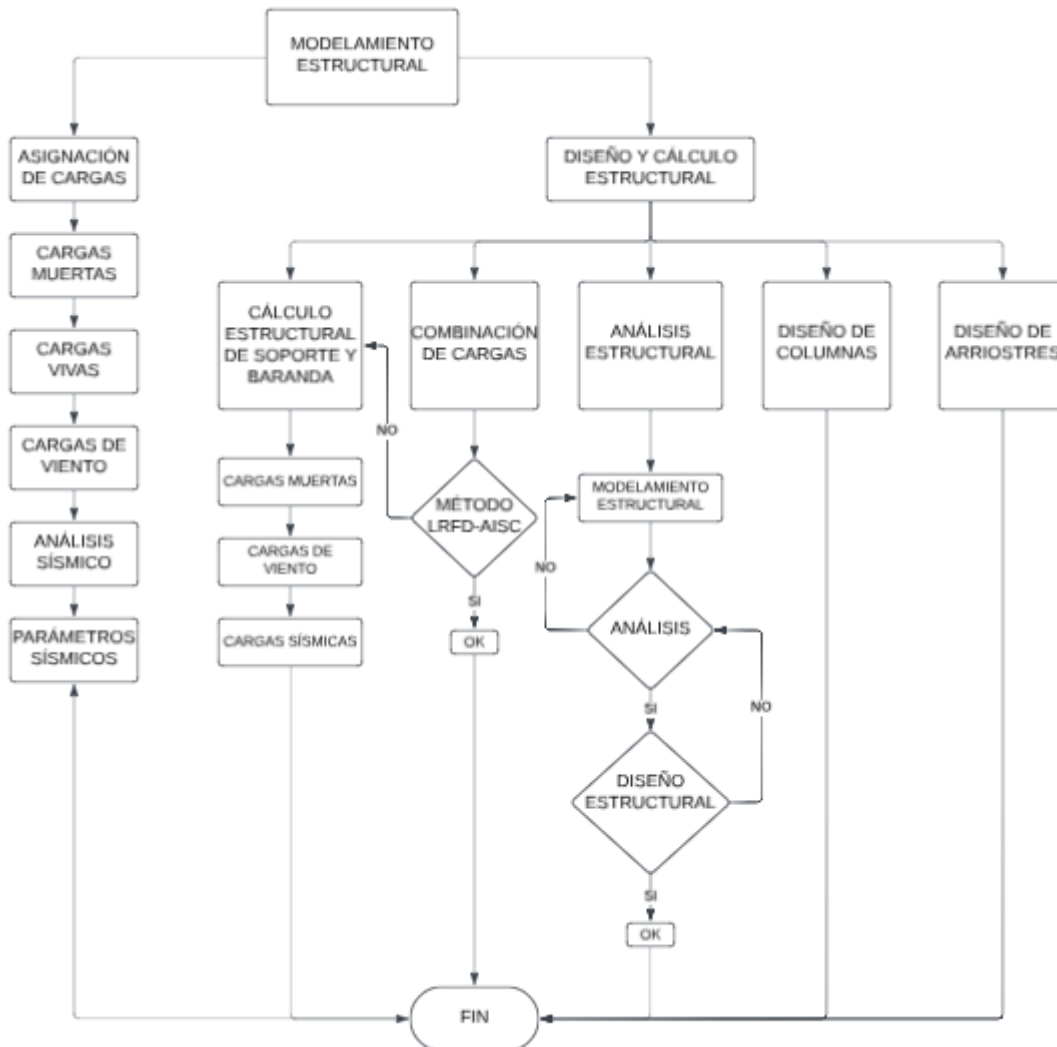 MODELAMIENTO
ESTRUCTURAL
ASIGNACIÓN
DE CARGAS
DISEÑO Y CÁLCULO
ESTRUCTURAL
CARGAS
MUERTAS
CARGAS
VIVAS
CARGAS DE
VIENTO
ANÁLISIS
SÍSMICO
PARÁMETROS
SÍSMICOS
CÁLCULO
ESTRUCTURAL
DE SOPORTE Y
BARANDA
CARGAS MUERTAS
CARGAS DE
VIENTO
CARGAS SÍSMICAS
COMBINACIÓN
DE CARGAS
NO
MÉTODO
LRFD-AISC
SI
OK
ANÁLISIS
ESTRUCTURAL
MODELAMIENTO
ESTRUCTURAL
NO
ANÁLISIS
SI
NO
DISEÑO
ESTRUCTURAL
SI
OK
DISEÑO DE
COLUMNAS
DISEÑO DE
ARRIOSTRES
FIN